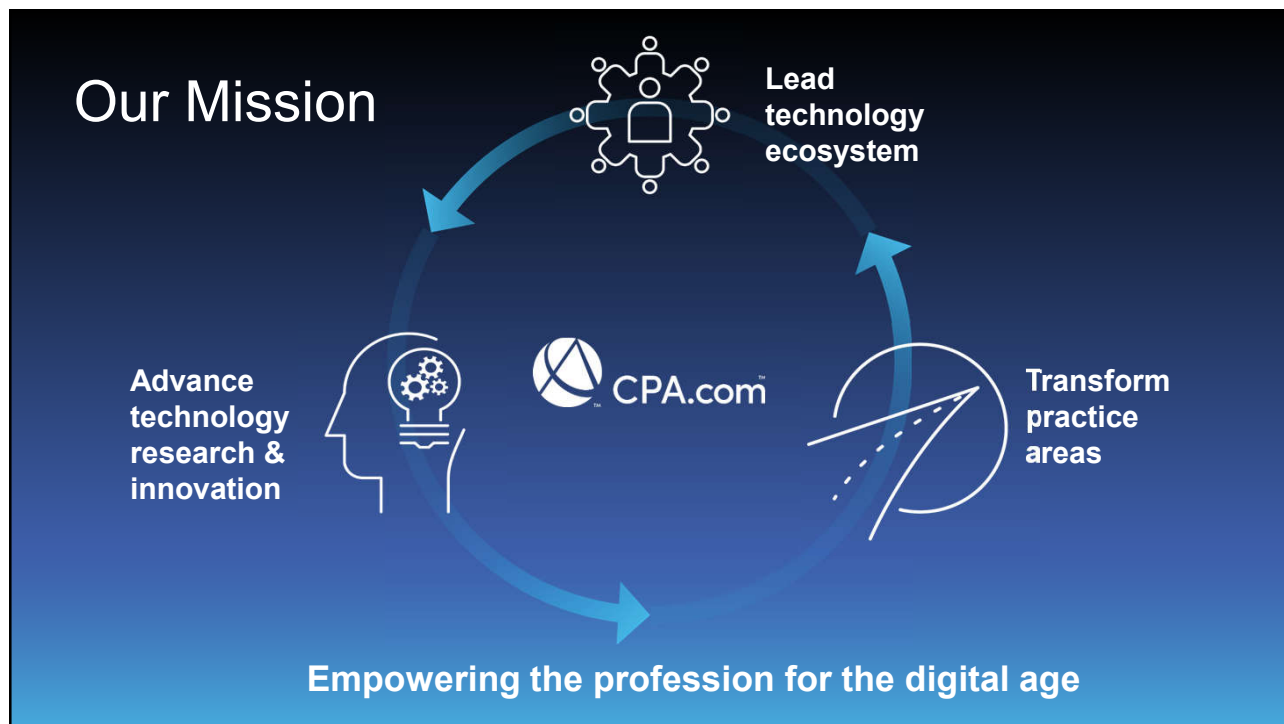 Our Mission
Lead
technology
ecosystem
Advance
technology
research &
innovation
CPA.com™
Transform
practice
areas
Empowering the profession for the digital age